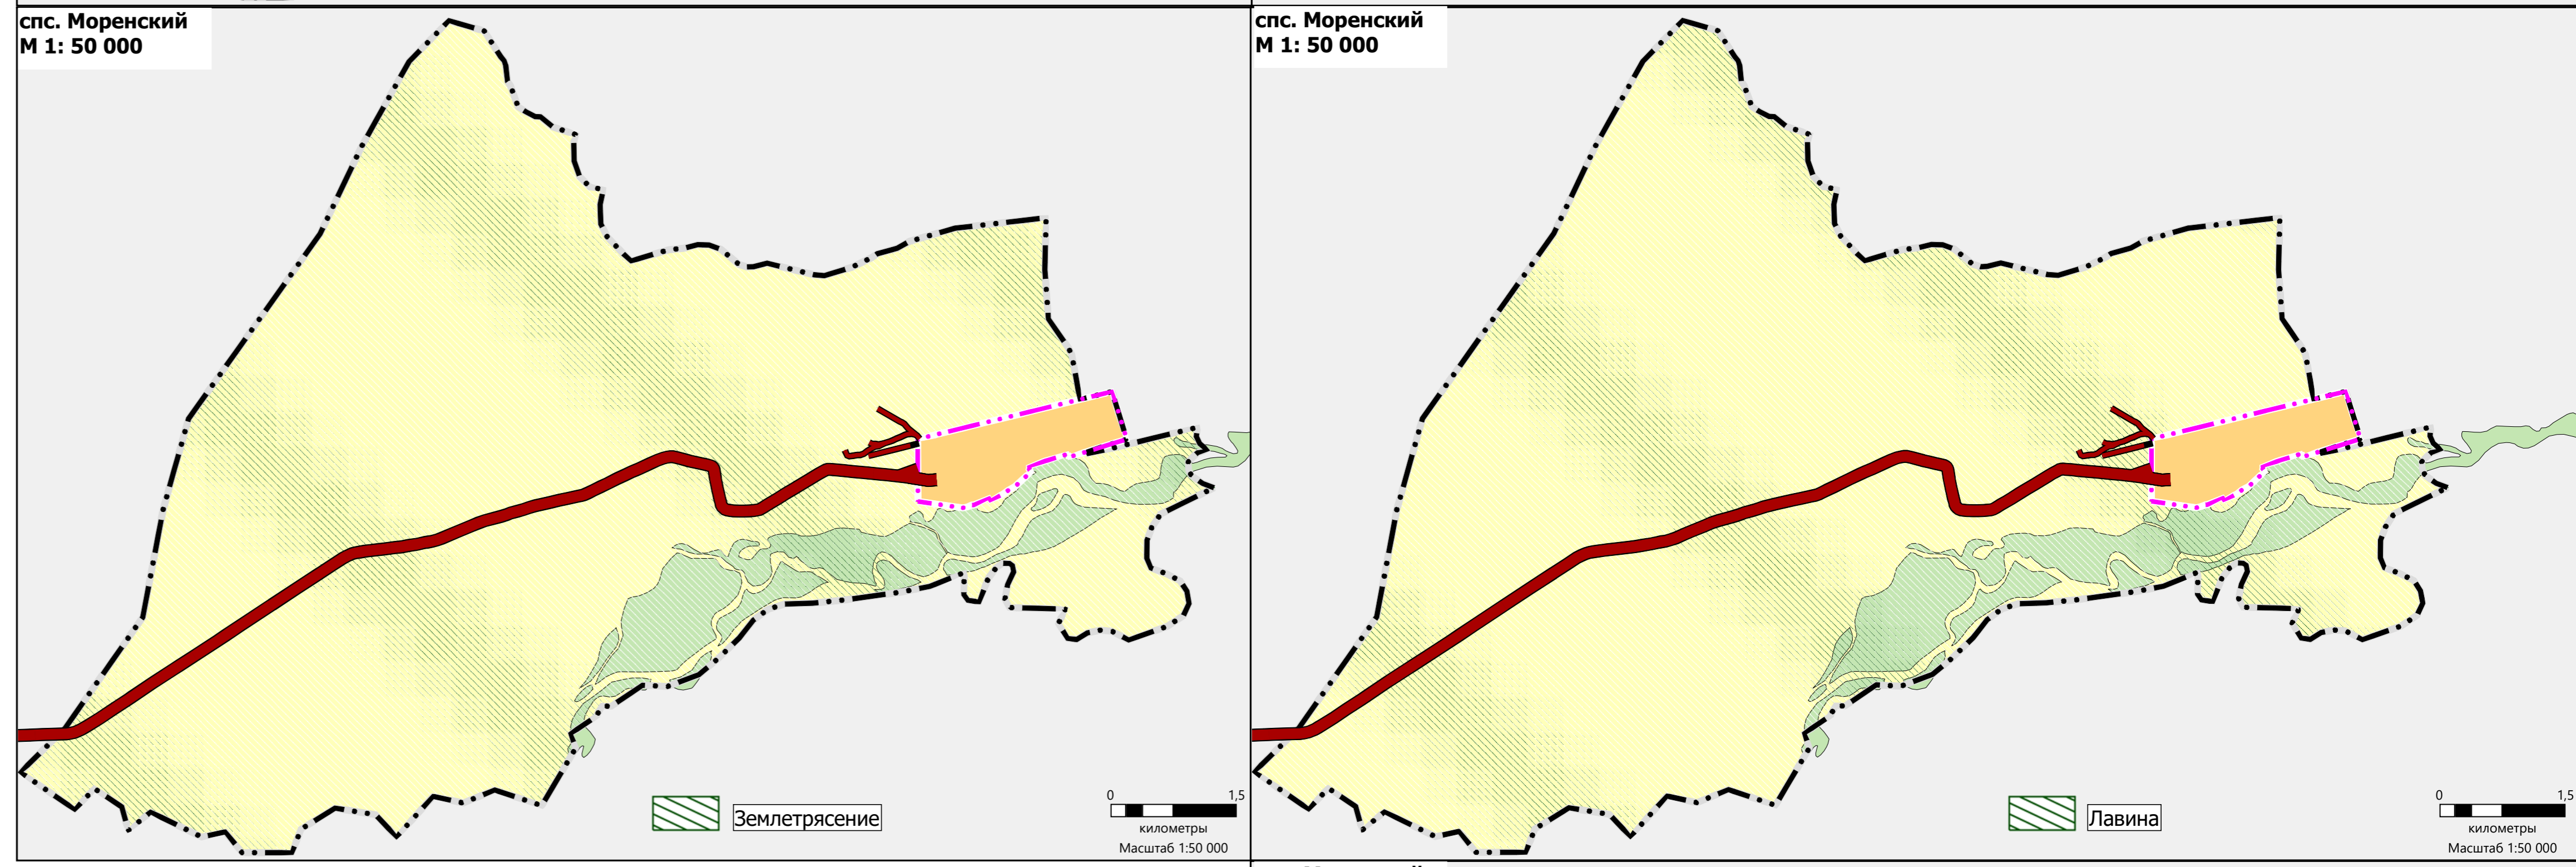 спс. Моренский
М 1: 50 000
Землетрясение
0 1,5
километры
Масштаб 1:50 000
спс. Моренский
М 1: 50 000
Лавина
0 1,5
километры
Масштаб 1:50 000